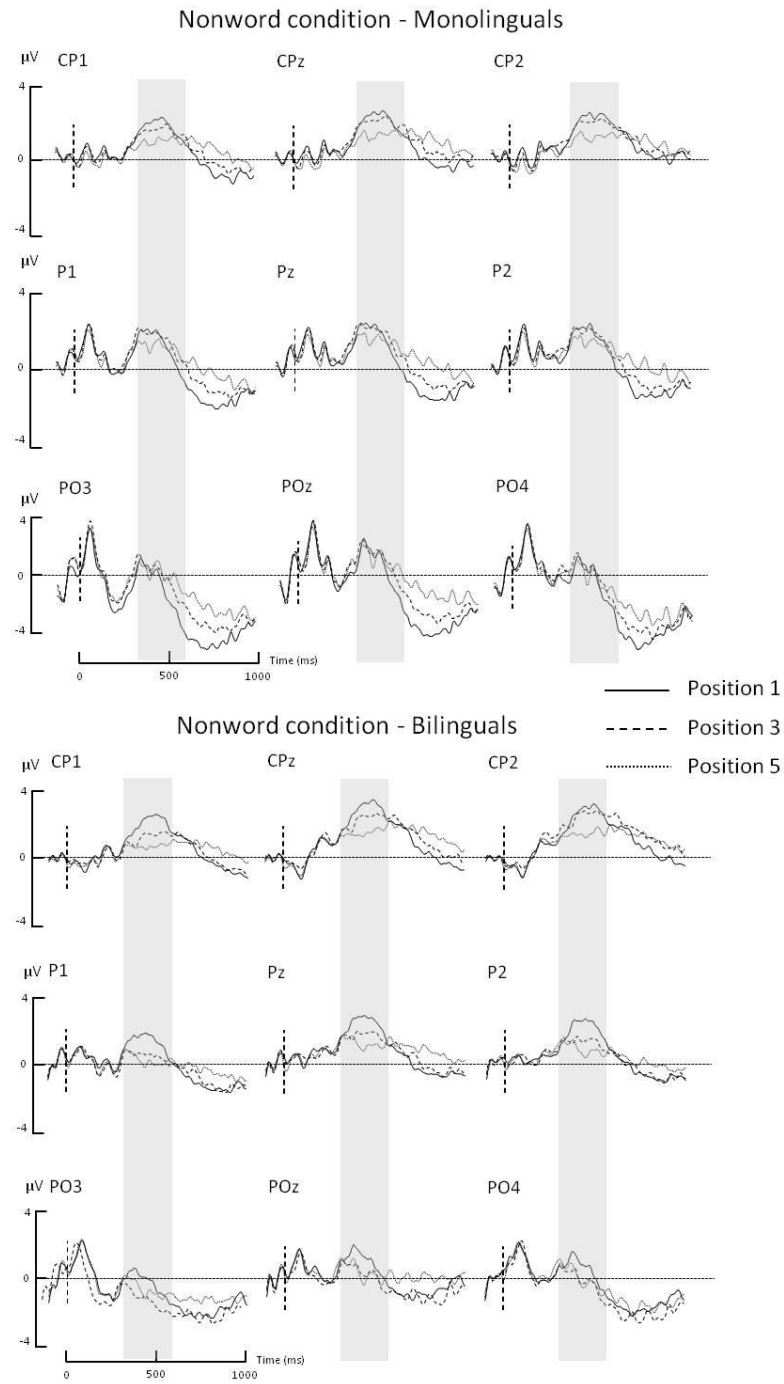 Nonword condition - Monolinguals
μV CP1 CPz CP2
4
0
-4
μV P1 Pz P2
4
0
-4
μV PO3 POz PO4
4
0
-4
0 500 1000 Time (ms)
Position 1
Position 3
Position 5
Nonword condition - Bilinguals
μV CP1 CPz CP2
4
0
-4
μV P1 Pz P2
4
0
-4
μV PO3 POz PO4
4
0
-4
0 500 1000 Time (ms)